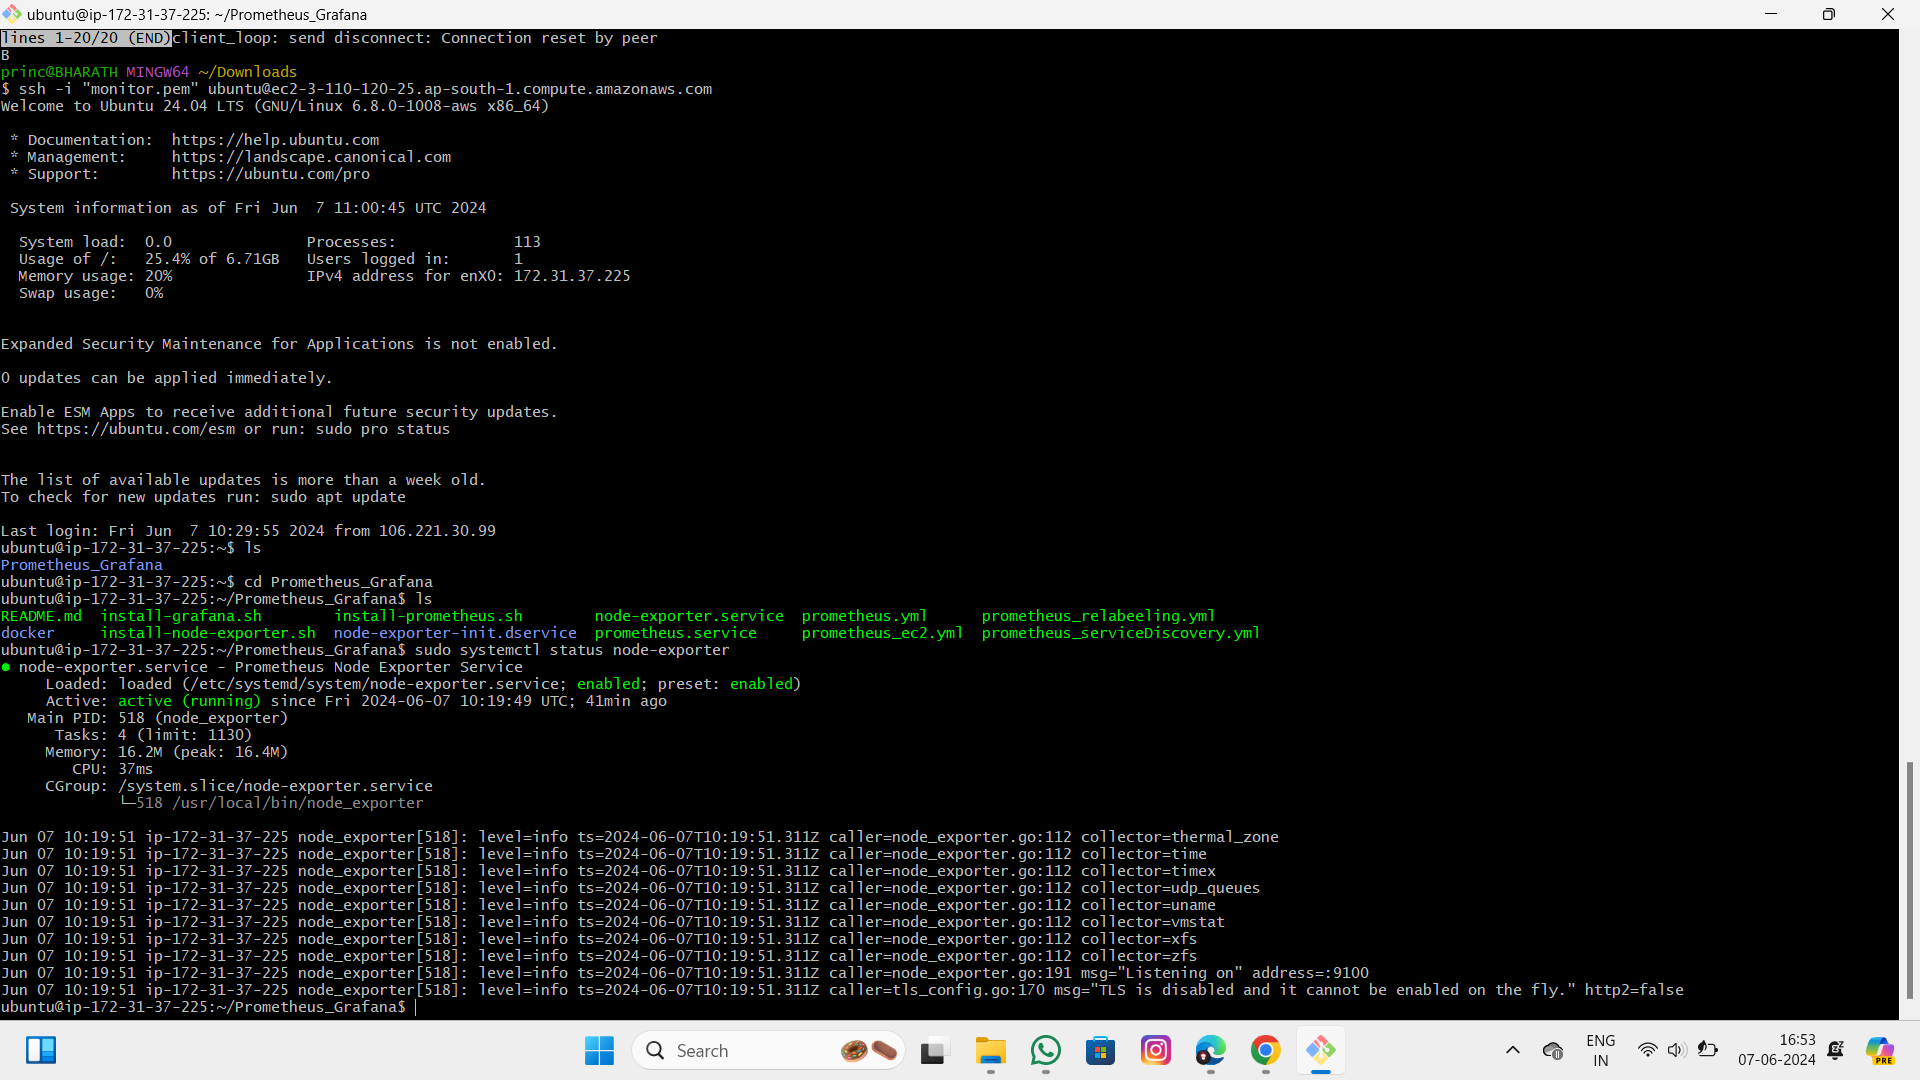 ubuntu@ip-172-31-37-225: ~/Prometheus_Grafana
lines 1-20/20 (END)client_loop: send disconnect: Connection reset by peer
B
princ@BHARATH MINGW64 ~/Downloads
$ ssh -i "monitor.pem" ubuntu@ec2-3-110-120-25.ap-south-1.compute.amazonaws.com
Welcome to Ubuntu 24.04 LTS (GNU/Linux 6.8.0-1008-aws x86_64)
* Documentation:  https://help.ubuntu.com
* Management:     https://landscape.canonical.com
* Support:        https://ubuntu.com/pro
System information as of Fri Jun  7 11:00:45 UTC 2024
System load:  0.0               Processes:             113
Usage of /:   25.4% of 6.71GB   Users logged in:       1
Memory usage: 20%               IPv4 address for enX0: 172.31.37.225
Swap usage:   0%
Expanded Security Maintenance for Applications is not enabled.
0 updates can be applied immediately.
Enable ESM Apps to receive additional future security updates.
See https://ubuntu.com/esm or run: sudo pro status
The list of available updates is more than a week old.
To check for new updates run: sudo apt update
Last login: Fri Jun  7 10:29:55 2024 from 106.221.30.99
ubuntu@ip-172-31-37-225:~$ ls
Prometheus_Grafana
ubuntu@ip-172-31-37-225:~$ cd Prometheus_Grafana
ubuntu@ip-172-31-37-225:~/Prometheus_Grafana$ ls
README.md  install-grafana.sh        install-prometheus.sh        node-exporter.service  prometheus.yml      prometheus_relabeeling.yml
docker     install-node-exporter.sh  node-exporter-init.dservice  prometheus.service     prometheus_ec2.yml  prometheus_serviceDiscovery.yml
ubuntu@ip-172-31-37-225:~/Prometheus_Grafana$ sudo systemctl status node-exporter
● node-exporter.service - Prometheus Node Exporter Service
Loaded: loaded (/etc/systemd/system/node-exporter.service; enabled; preset: enabled)
Active: active (running) since Fri 2024-06-07 10:19:49 UTC; 41min ago
Main PID: 518 (node_exporter)
Tasks: 4 (limit: 1130)
Memory: 16.2M (peak: 16.4M)
CPU: 37ms
CGroup: /system.slice/node-exporter.service
└─518 /usr/local/bin/node_exporter
Jun 07 10:19:51 ip-172-31-37-225 node_exporter[518]: level=info ts=2024-06-07T10:19:51.311Z caller=node_exporter.go:112 collector=thermal_zone
Jun 07 10:19:51 ip-172-31-37-225 node_exporter[518]: level=info ts=2024-06-07T10:19:51.311Z caller=node_exporter.go:112 collector=time
Jun 07 10:19:51 ip-172-31-37-225 node_exporter[518]: level=info ts=2024-06-07T10:19:51.311Z caller=node_exporter.go:112 collector=timex
Jun 07 10:19:51 ip-172-31-37-225 node_exporter[518]: level=info ts=2024-06-07T10:19:51.311Z caller=node_exporter.go:112 collector=udp_queues
Jun 07 10:19:51 ip-172-31-37-225 node_exporter[518]: level=info ts=2024-06-07T10:19:51.311Z caller=node_exporter.go:112 collector=uname
Jun 07 10:19:51 ip-172-31-37-225 node_exporter[518]: level=info ts=2024-06-07T10:19:51.311Z caller=node_exporter.go:112 collector=vmstat
Jun 07 10:19:51 ip-172-31-37-225 node_exporter[518]: level=info ts=2024-06-07T10:19:51.311Z caller=node_exporter.go:112 collector=xfs
Jun 07 10:19:51 ip-172-31-37-225 node_exporter[518]: level=info ts=2024-06-07T10:19:51.311Z caller=node_exporter.go:112 collector=zfs
Jun 07 10:19:51 ip-172-31-37-225 node_exporter[518]: level=info ts=2024-06-07T10:19:51.311Z caller=node_exporter.go:191 msg="Listening on" address=:9100
Jun 07 10:19:51 ip-172-31-37-225 node_exporter[518]: level=info ts=2024-06-07T10:19:51.311Z caller=tls_config.go:170 msg="TLS is disabled and it cannot be enabled on the fly." http2=false
ubuntu@ip-172-31-37-225:~/Prometheus_Grafana$
Search
ENG
IN
16:53
07-06-2024
PRE